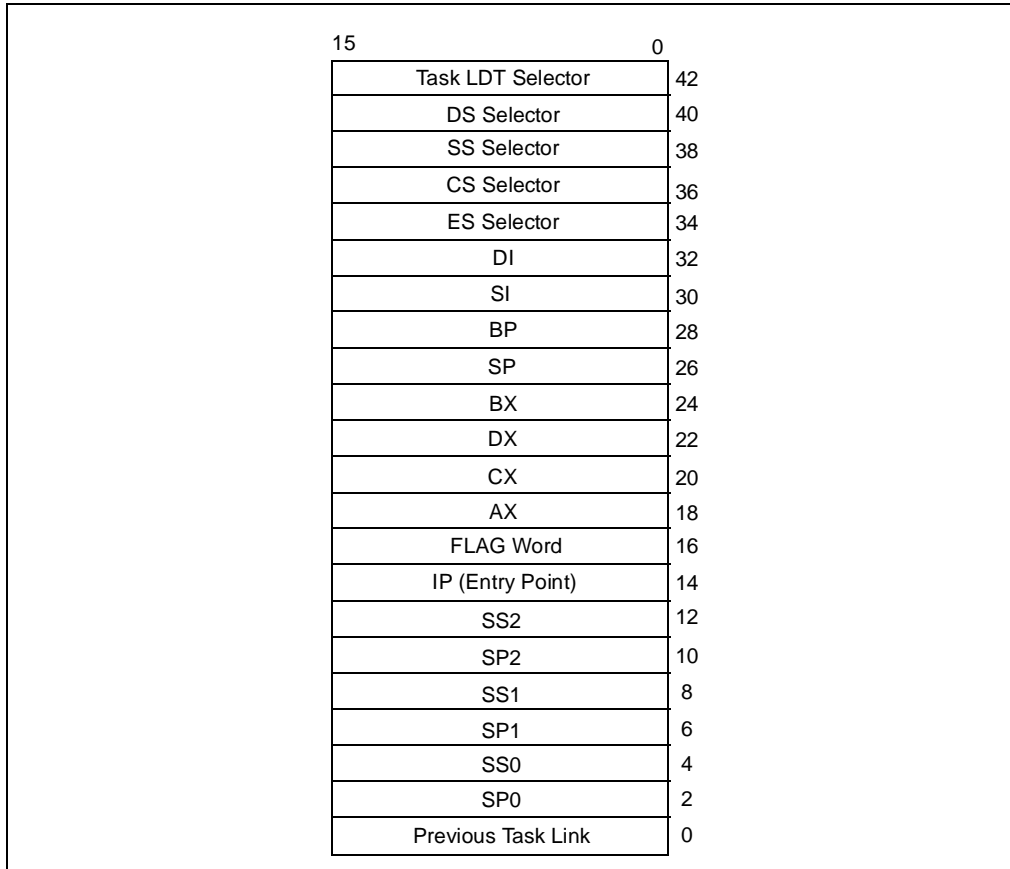 15 0
Task LDT Selector 42
DS Selector 40
SS Selector 38
CS Selector 36
ES Selector 34
DI 32
SI 30
BP 28
SP 26
BX 24
DX 22
CX 20
AX 18
FLAG Word 16
IP (Entry Point) 14
SS2 12
SP2 10
SS1 8
SP1 6
SS0 4
SP0 2
Previous Task Link 0